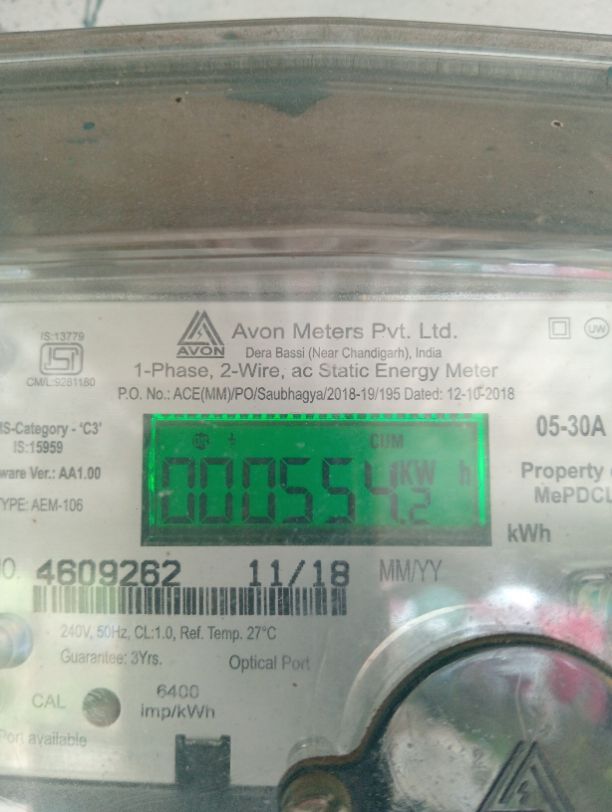 IS:13779
CM/L:9281180
AVON
Avon Meters Pvt. Ltd.
Dera Bassi (Near Chandigarh), India
UW
1-Phase, 2-Wire, ac Static Energy Meter
P.O. No.: ACE(MM)/PO/Saubhagya/2018-19/195 Dated: 12-10-2018
MS-Category - 'C3'
IS:15959
ware Ver.: AA1.00
TYPE: AEM-106
CUM
000554.2 KW h
05-30A
Property
MePDCL
kWh
NO. 4609262 11/18 MM/YY
240V, 50Hz, CL:1.0, Ref. Temp. 27°C
Guarantee: 3Yrs. Optical Port
CAL 6400
imp/kWh
Port available